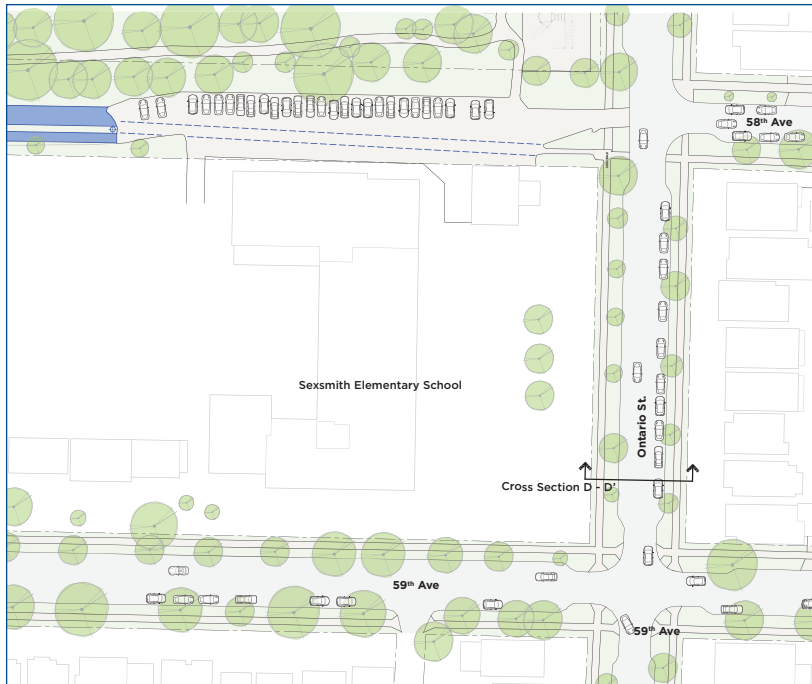 58th Ave
Sexsmith Elementary School
Ontario St.
Cross Section D - D'
59th Ave
59th Ave